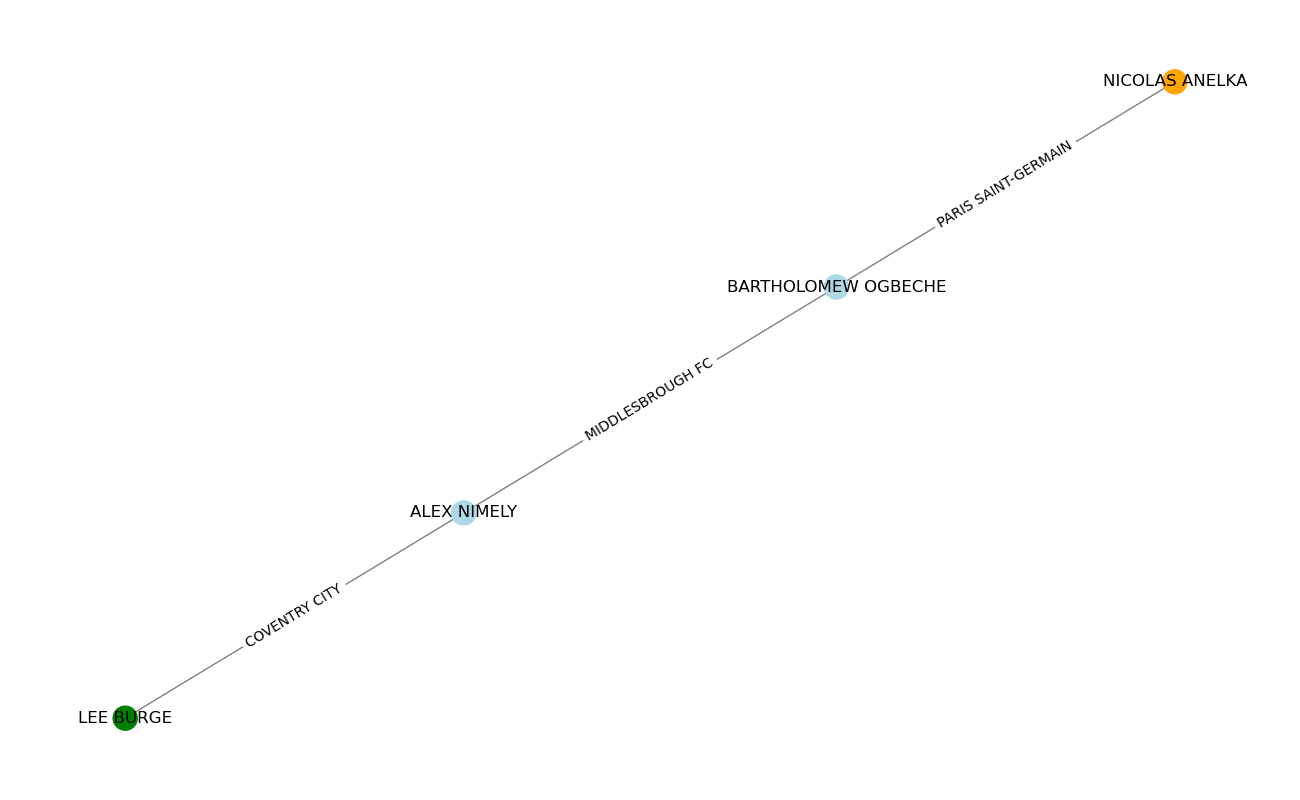 NICOLAS ANELKA
PARIS SAINT-GERMAIN
BARTHOLOMEW OGBECHE
MIDDLESBROUGH FC
ALEX NIMELY
COVENTRY CITY
LEE BURGE